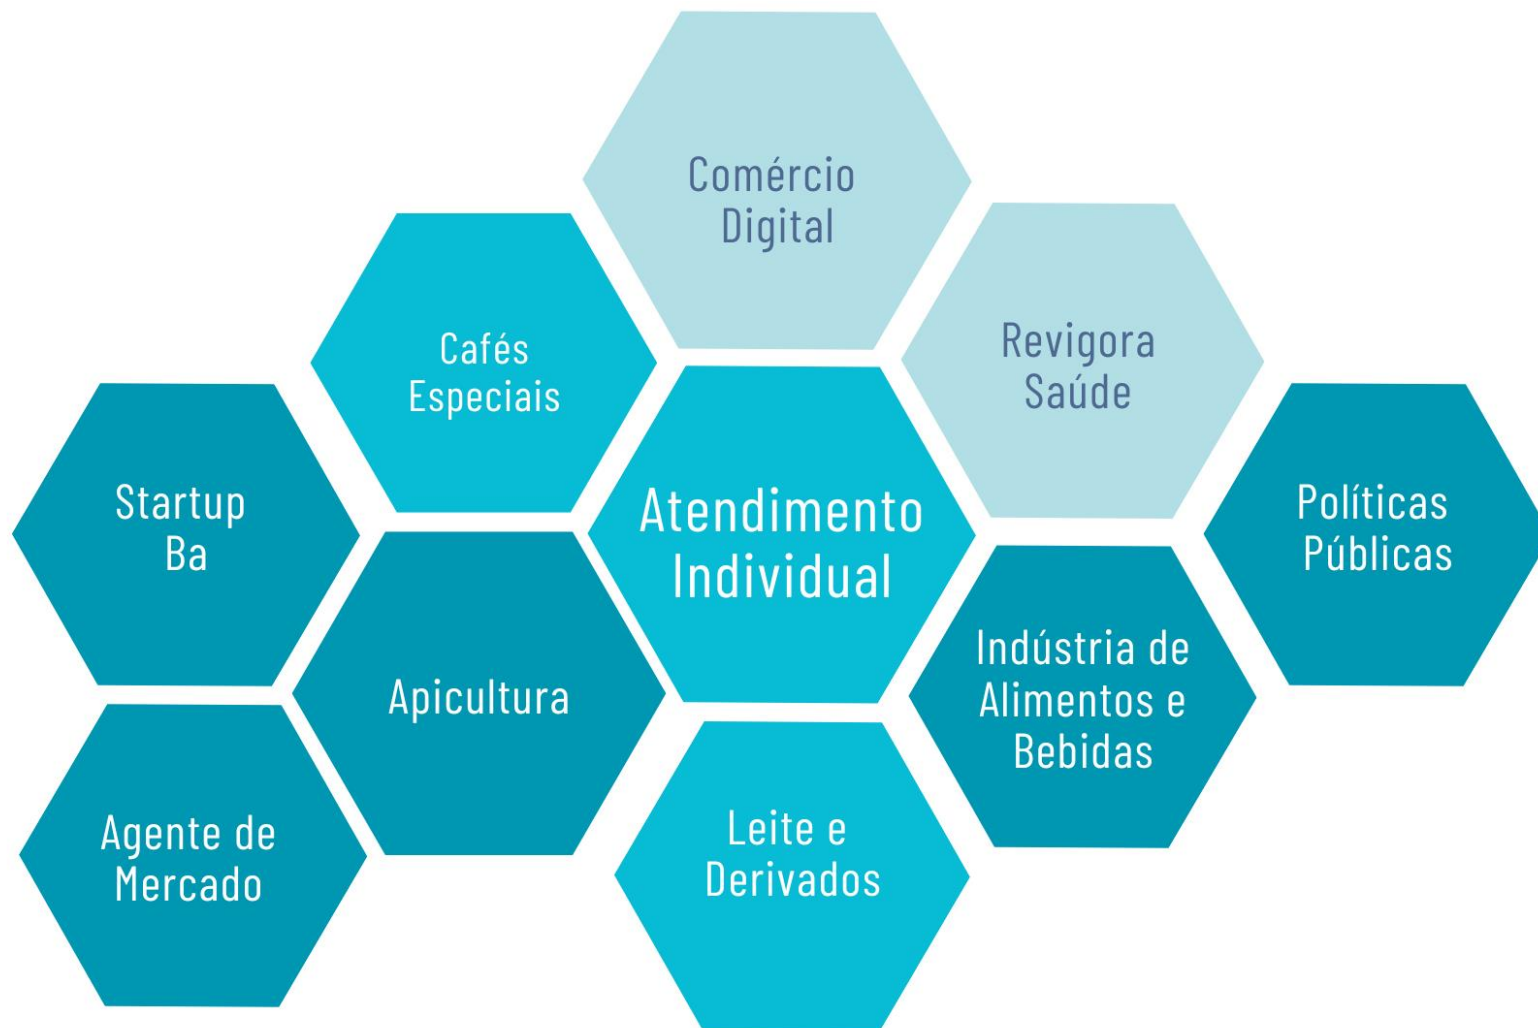 Comércio
Digital
Cafés
Especiais
Revigora
Saúde
Startup
Ba
Atendimento
Individual
Políticas
Públicas
Apicultura
Indústria de
Alimentos e
Bebidas
Agente de
Mercado
Leite e
Derivados